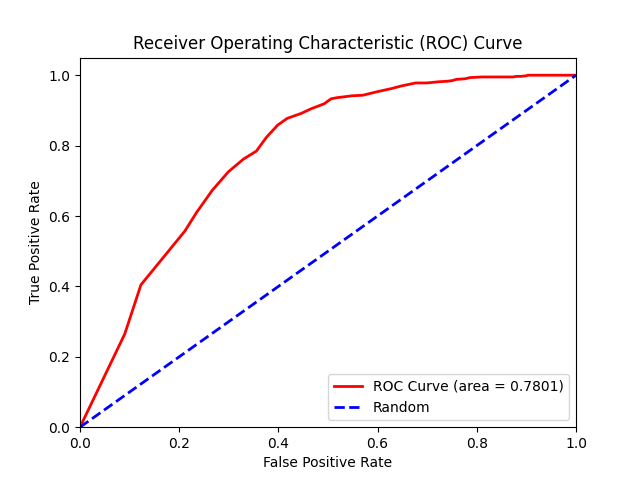 Receiver Operating Characteristic (ROC) Curve
True Positive Rate
1.0
0.8
0.6
0.4
0.2
0.0
ROC Curve (area = 0.7801)
Random
0.0 0.2 0.4 0.6 0.8 1.0
False Positive Rate